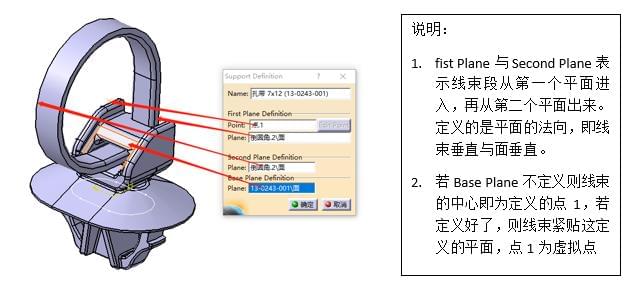 Support Definition
Name: 扎带 7x12 (13-0243-001)
First Plane Definition
Point: 点.1
Plane: 倒圆角.2\面
Second Plane Definition
Plane: 倒圆角.2\面
Base Plane Definition
Plane: 13-0243-001\面
确定 取消
说明：
1. fist Plane 与 Second Plane 表
示线束段从第一个平面进
入，再从第二个平面出来。
定义的是平面的法向，即线
束垂直与面垂直。
2. 若 Base Plane 不定义则线束
的中心即为定义的点 1，若
定义好了，则线束紧贴这定
义的平面，点 1 为虚拟点